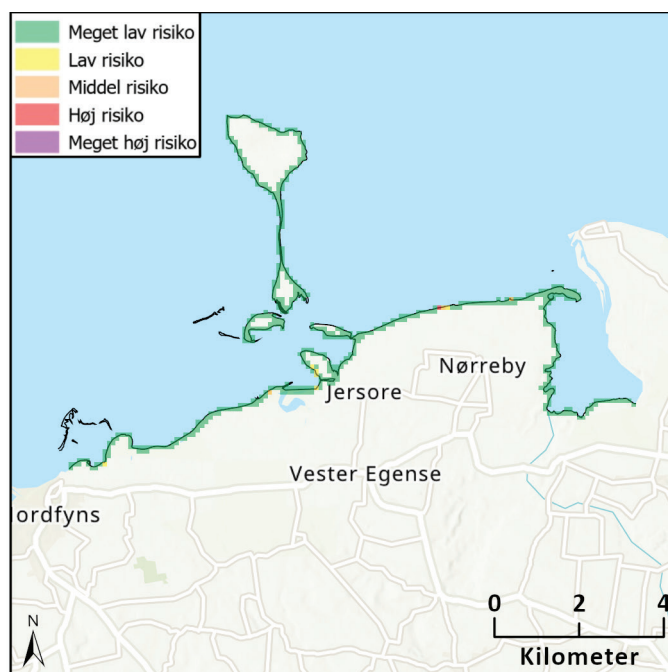 Meget lav risiko
Lav risiko
Middel risiko
Høj risiko
Meget høj risiko
Nørreby
Jersore
Vester Egense
Jordfyns
N
0 2 4
Kilometer